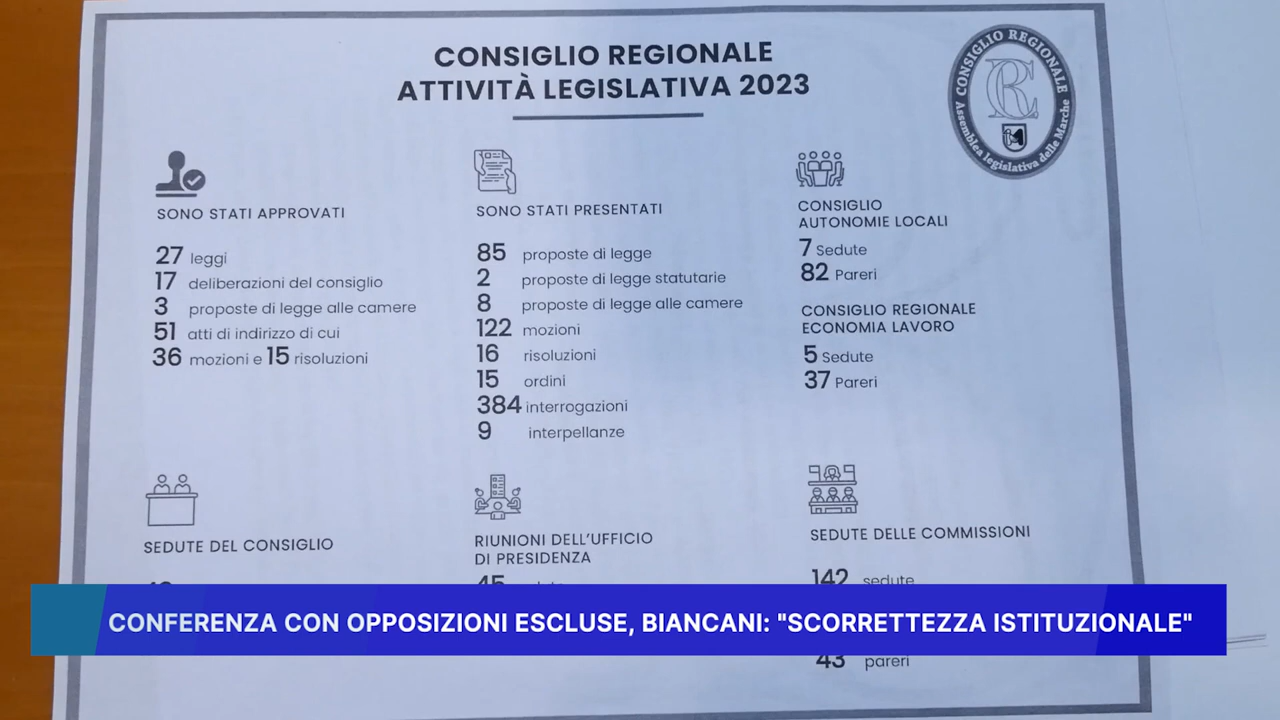 CONSIGLIO REGIONALE
ATTIVITÀ LEGISLATIVA 2023
CONSIGLIO REGIONALE
Assemblea legislativa delle Marche
SONO STATI APPROVATI
27 leggi
17 deliberazioni del consiglio
3 proposte di legge alle camere
51 atti di indirizzo di cui
36 mozioni e 15 risoluzioni
SONO STATI PRESENTATI
85 proposte di legge
2 proposte di legge statutarie
8 proposte di legge alle camere
122 mozioni
16 risoluzioni
15 ordini
384 interrogazioni
9 interpellanze
CONSIGLIO
AUTONOMIE LOCALI
7 Sedute
82 Pareri
CONSIGLIO REGIONALE
ECONOMIA LAVORO
5 Sedute
37 Pareri
SEDUTE DEL CONSIGLIO
RIUNIONI DELL'UFFICIO
DI PRESIDENZA
45
SEDUTE DELLE COMMISSIONI
142 sedute
43 pareri
CONFERENZA CON OPPOSIZIONI ESCLUSE, BIANCANI: "SCORRETTEZZA ISTITUZIONALE"